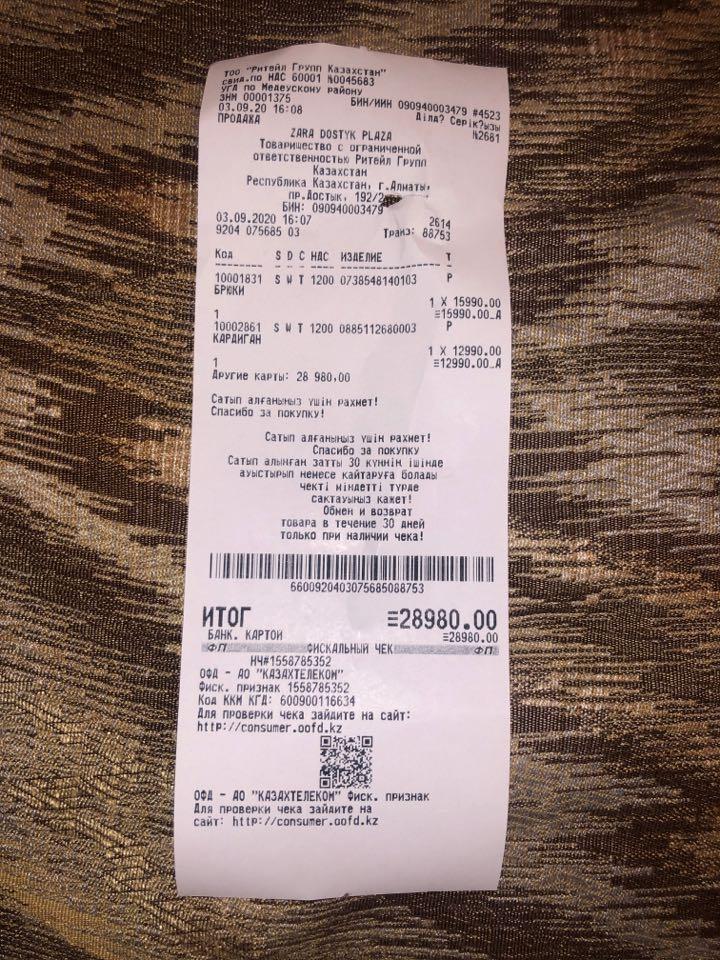 ТОО "Ритейл Групп Казахстан"
свид.по НДС 60001 N0045683
УГД по Медеускому району
ЗНМ 00001375 БИН/ИИН 090940003479 #4523
03.09.20 16:08 Діла? Серік?ызы
ПРОДАЖА №2681
ZARA DOSTYK PLAZA
Товарищество с ограниченной
ответственностью Ритейл Групп
Казахстан
Республика Казахстан, г.Алматы,
пр.Достык, 192/2
БИН: 090940003479
03.09.2020 16:07 2614
9204 075685 03 Транз: 88753
Код S D C НДС ИЗДЕЛИЕ Т
10001831 S W T 1200 0738548140103 P
БРЮКИ
1 X 15990.00
1 ≡15990.00_A
10002861 S W T 1200 0885112680003 P
КАРДИГАН
1 X 12990.00
1 ≡12990.00_A
Другие карты: 28 980,00
Сатып алғаныңыз үшін рахмет!
Спасибо за покупку!
Сатып алғаныңыз үшін рахмет!
Спасибо за покупку
Сатып алынған затты 30 күннің ішінде
ауыстырып немесе қайтаруға болады
чекті міндетті түрде
сақтауыңыз қажет!
Обмен и возврат
товара в течение 30 дней
только при наличии чека!
6600920403075685088753
ИТОГ ≡28980.00
БАНК. КАРТОЙ ≡28980.00
ФП ФИСКАЛЬНЫЙ ЧЕК ФП
НЧ#1558785352
ОФД - АО "КАЗАХТЕЛЕКОМ"
Фиск. признак 1558785352
Код ККМ КГД: 600900116634
Для проверки чека зайдите на сайт:
http://consumer.oofd.kz
ОФД - АО "КАЗАХТЕЛЕКОМ" Фиск. признак
Для проверки чека зайдите на
сайт: http://consumer.oofd.kz